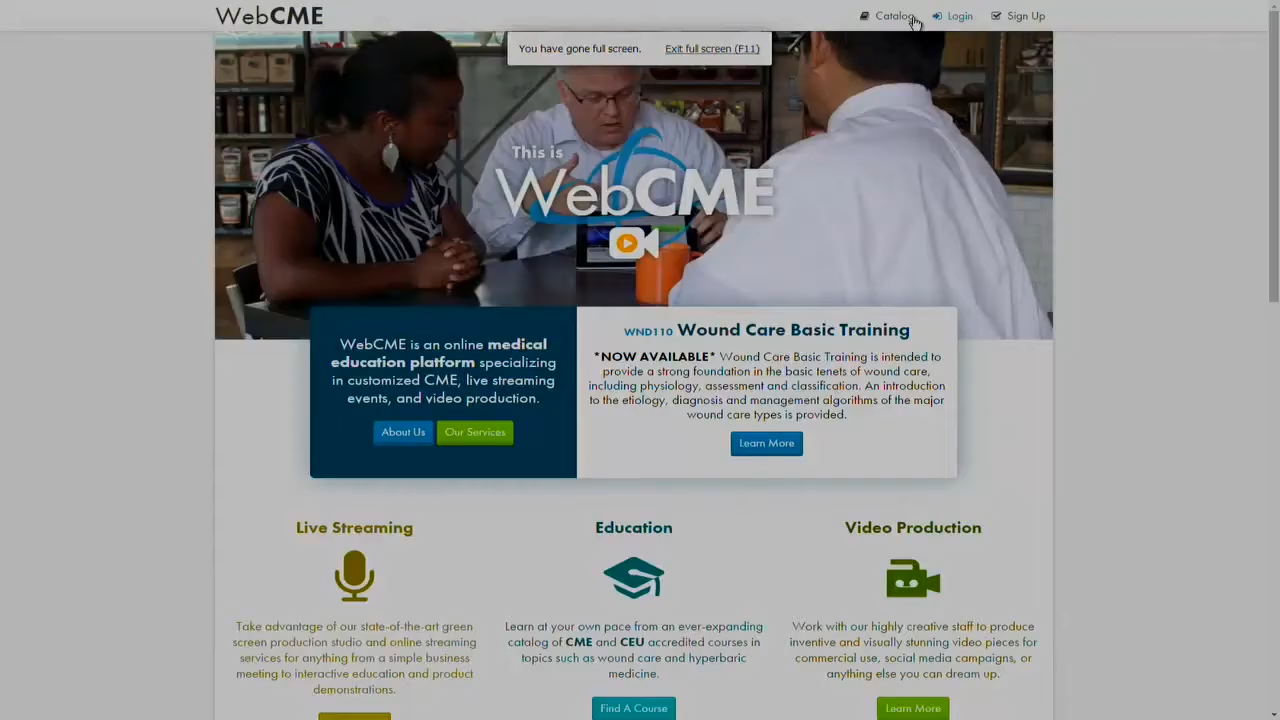 WebCME
Catalog
Login
Sign Up
You have gone full screen. Exit full screen (F11)
This is
WebCME
WebCME is an online medical
education platform specializing
in customized CME, live streaming
events, and video production.
About Us
Our Services
WND110 Wound Care Basic Training
*NOW AVAILABLE* Wound Care Basic Training is intended to
provide a strong foundation in the basic tenets of wound care,
including physiology, assessment and classification. An introduction
to the etiology, diagnosis and management algorithms of the major
wound care types is provided.
Learn More
Live Streaming
Take advantage of our state-of-the-art green
screen production studio and online streaming
services for anything from a simple business
meeting to interactive education and product
demonstrations.
Education
Learn at your own pace from an ever-expanding
catalog of CME and CEU accredited courses in
topics such as wound care and hyperbaric
medicine.
Find A Course
Video Production
Work with our highly creative staff to produce
inventive and visually stunning video pieces for
commercial use, social media campaigns, or
anything else you can dream up.
Learn More